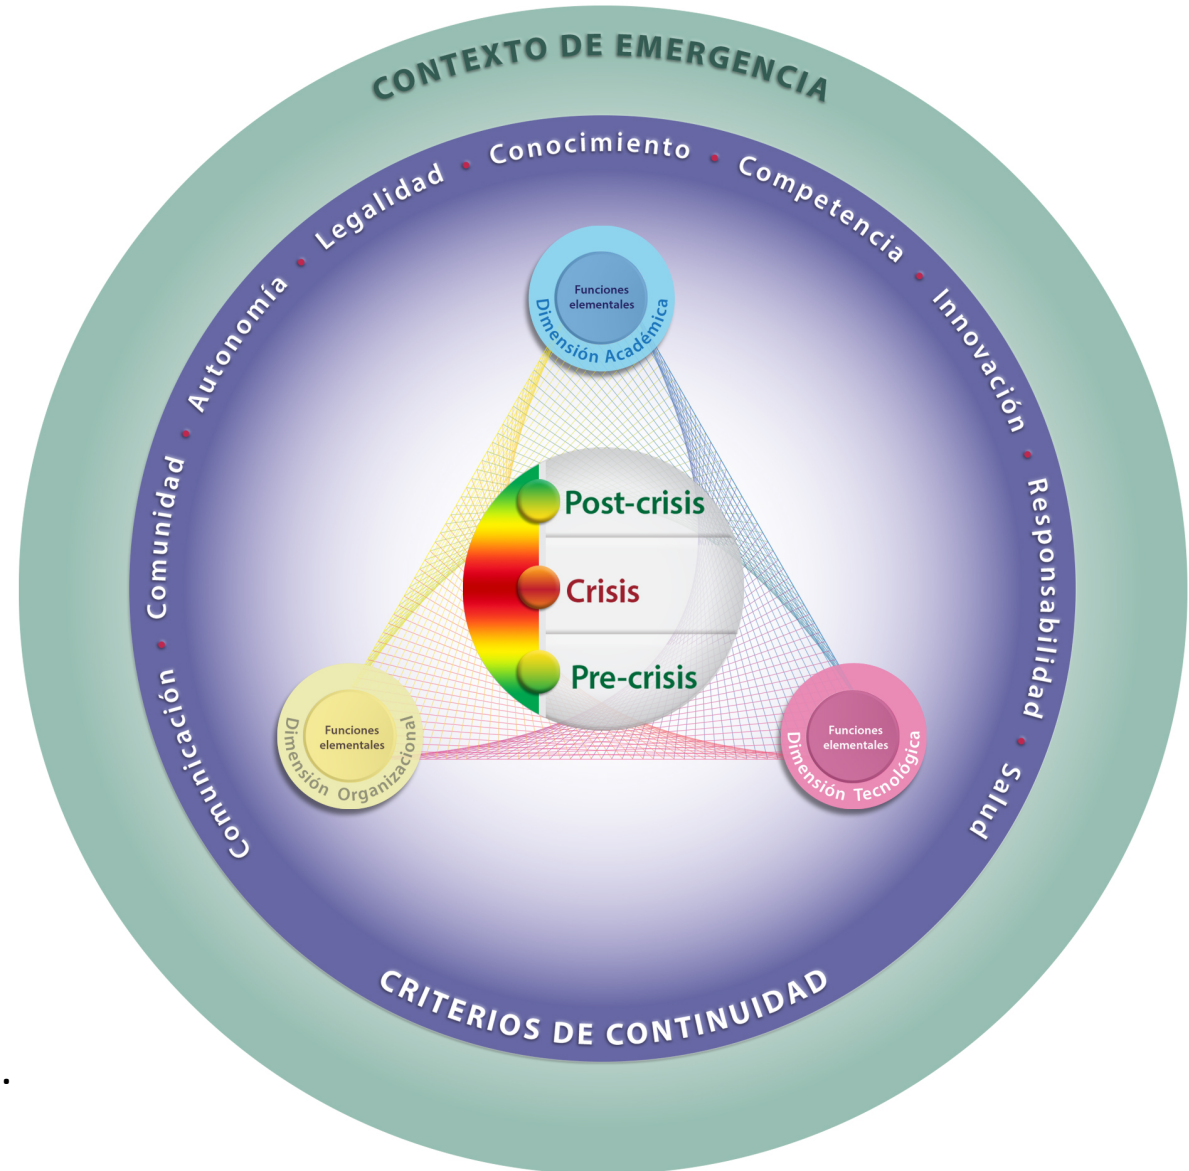 CONTEXTO DE EMERGENCIA
Comunicación • Comunidad • Autonomía • Legalidad • Conocimiento • Competencia • Innovación • Responsabilidad • Salud
Funciones
elementales
Dimensión Académica
Post-crisis
Crisis
Pre-crisis
Funciones
elementales
Dimensión Organizacional
Funciones
elementales
Dimensión Tecnológica
CRITERIOS DE CONTINUIDAD
.